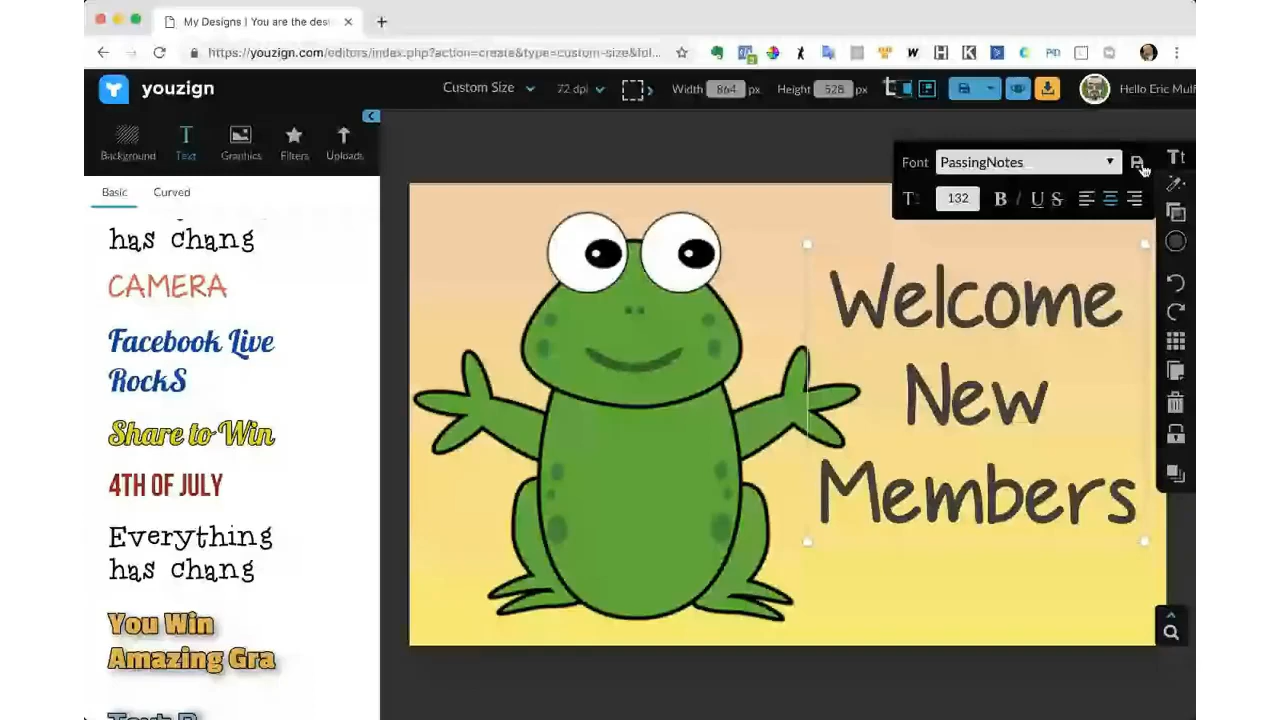 My Designs | You are the des
https://youzign.com/editors/index.php?action=create&type=custom-size&fol...
youzign
Custom Size
72 dpi
Width 864 px
Height 528 px
Hello Eric Mulf
Background
Text
Graphics
Filters
Uploads
Font PassingNotes
132
B I U S
Basic
Curved
has chang
CAMERA
Facebook Live
RockS
Share to Win
4TH OF JULY
Everything
has chang
You Win
Amazing Gra
Welcome
New
Members